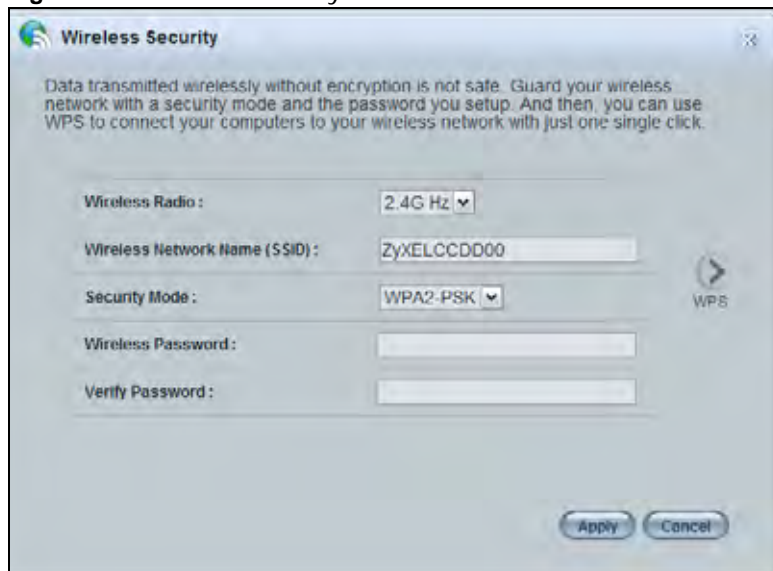 Wireless Security
Data transmitted wirelessly without encryption is not safe. Guard your wireless
network with a security mode and the password you setup. And then, you can use
WPS to connect your computers to your wireless network with just one single click.
Wireless Radio :
2.4G Hz
Wireless Network Name (SSID) :
ZyXELCCDD00
Security Mode :
WPA2-PSK
WPS
Wireless Password :
Verify Password :
Apply
Cancel